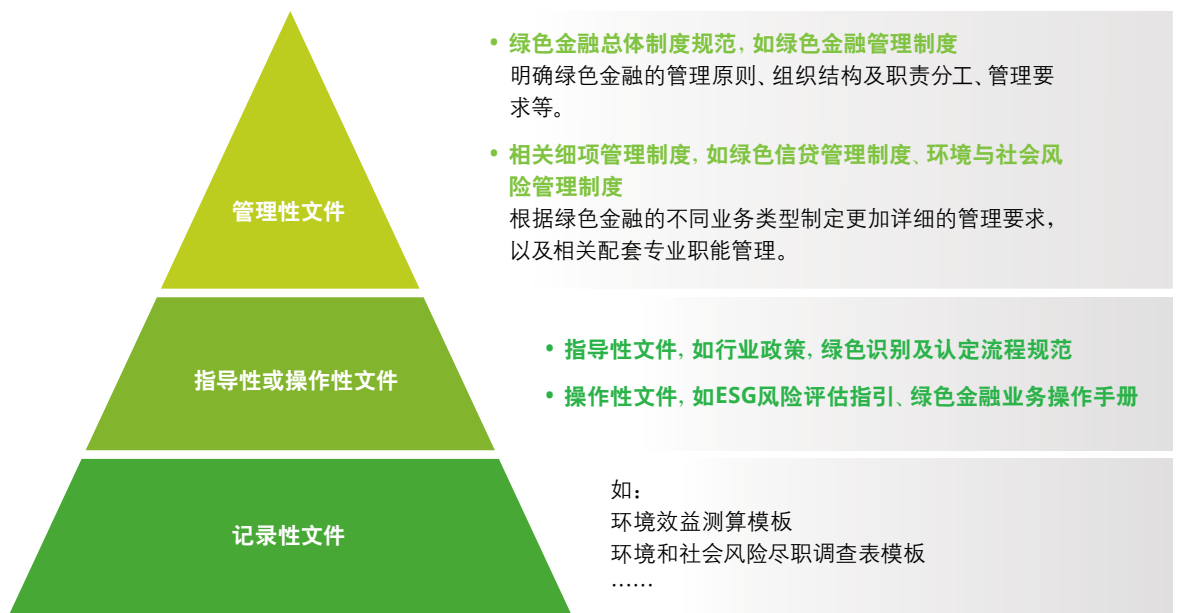 • 绿色金融总体制度规范, 如绿色金融管理制度
明确绿色金融的管理原则、组织结构及职责分工、管理要
求等。
• 相关细项管理制度, 如绿色信贷管理制度、环境与社会风
险管理制度
根据绿色金融的不同业务类型制定更加详细的管理要求，
以及相关配套专业职能管理。
管理性文件
• 指导性文件, 如行业政策, 绿色识别及认定流程规范
• 操作性文件, 如ESG风险评估指引、绿色金融业务操作手册
指导性或操作性文件
如：
环境效益测算模板
环境和社会风险尽职调查表模板
……
记录性文件